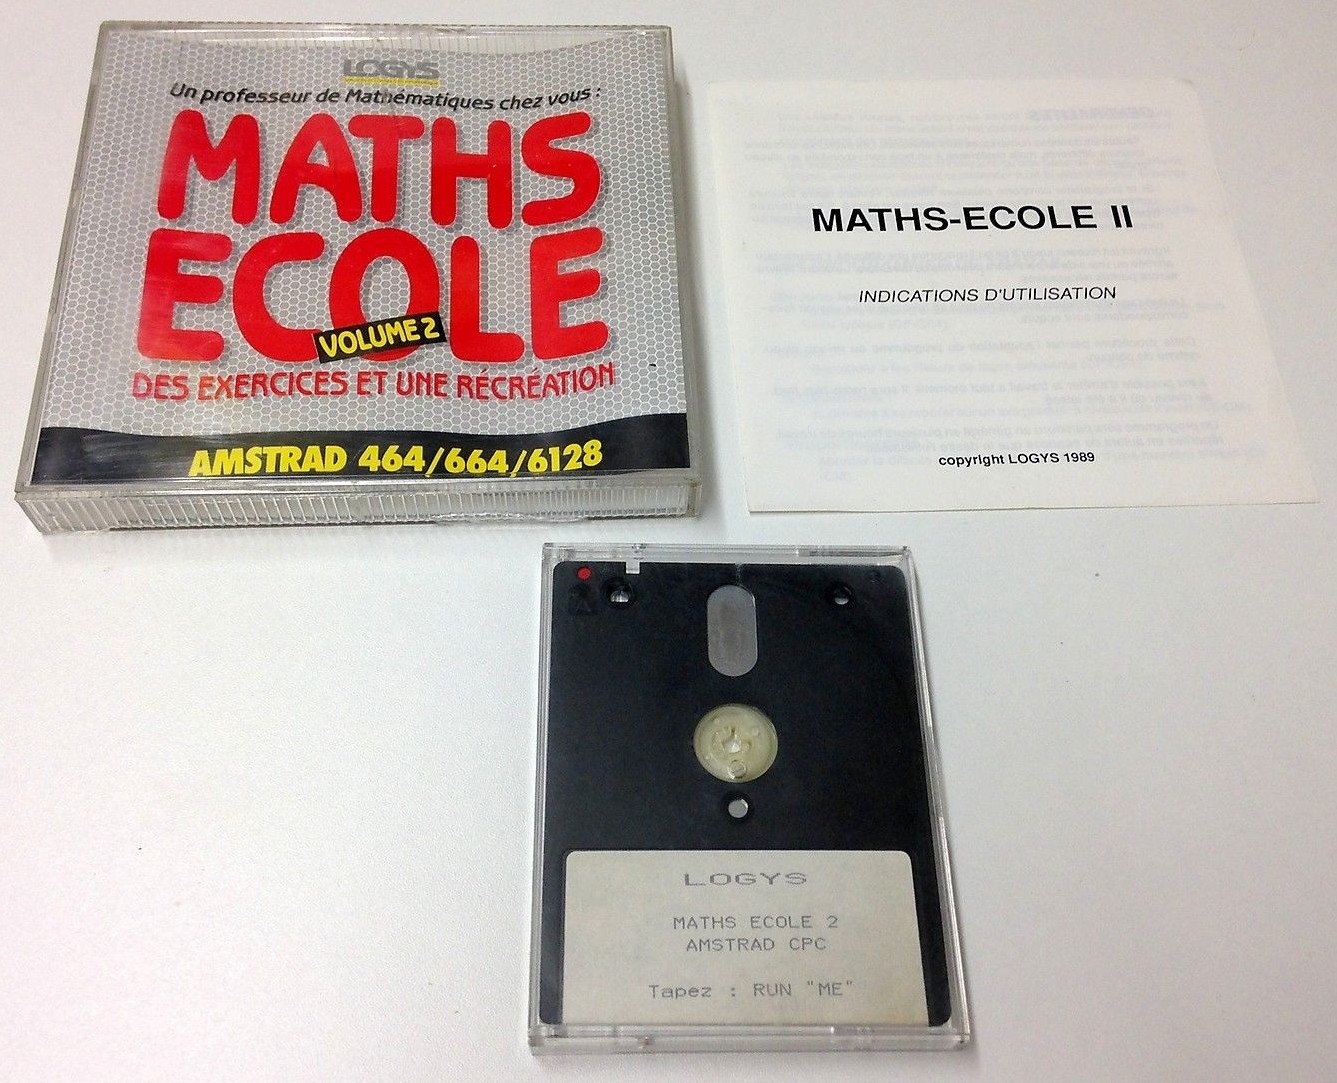 LOGYS
Un professeur de Mathématiques chez vous :
MATHS
ECOLE
VOLUME 2
DES EXERCICES ET UNE RÉCRÉATION
AMSTRAD 464/664/6128
MATHS-ECOLE II
INDICATIONS D'UTILISATION
copyright LOGYS 1989
LOGYS
MATHS ECOLE 2
AMSTRAD CPC
Tapez : RUN "ME"